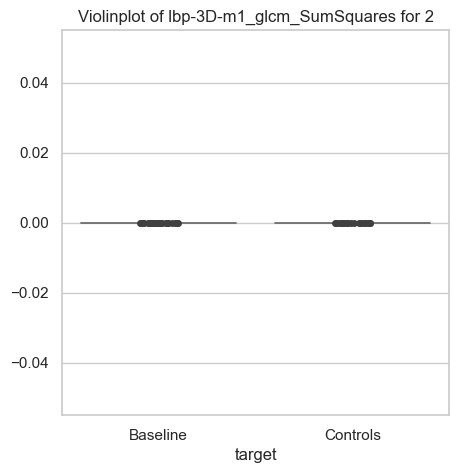 Violinplot of lbp-3D-m1_glcm_SumSquares for 2
0.04
0.02
0.00
−0.02
−0.04
Baseline
Controls
target